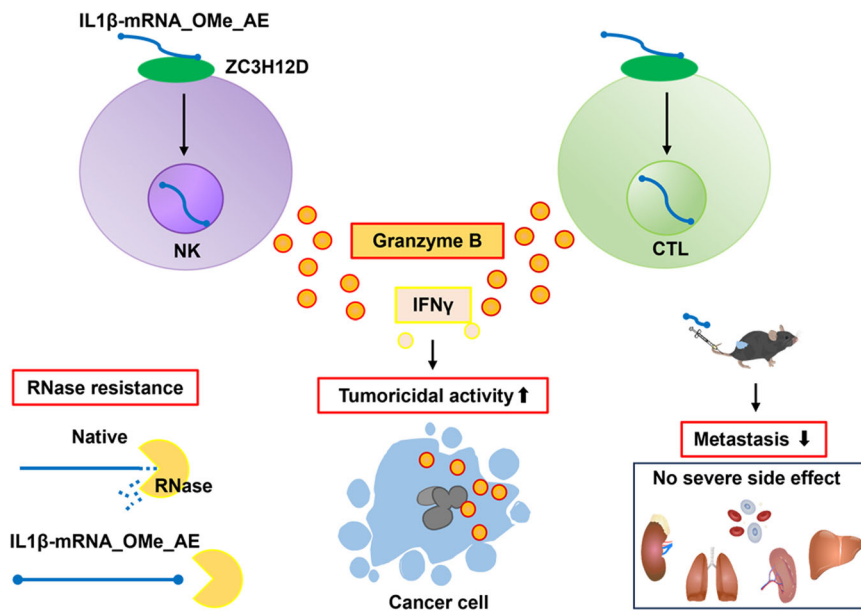 IL1β-mRNA_OMe_AE
ZC3H12D
NK
CTL
Granzyme B
IFNγ
Tumoricidal activity ⬆
Cancer cell
RNase resistance
Native
RNase
IL1β-mRNA_OMe_AE
Metastasis ⬇
No severe side effect